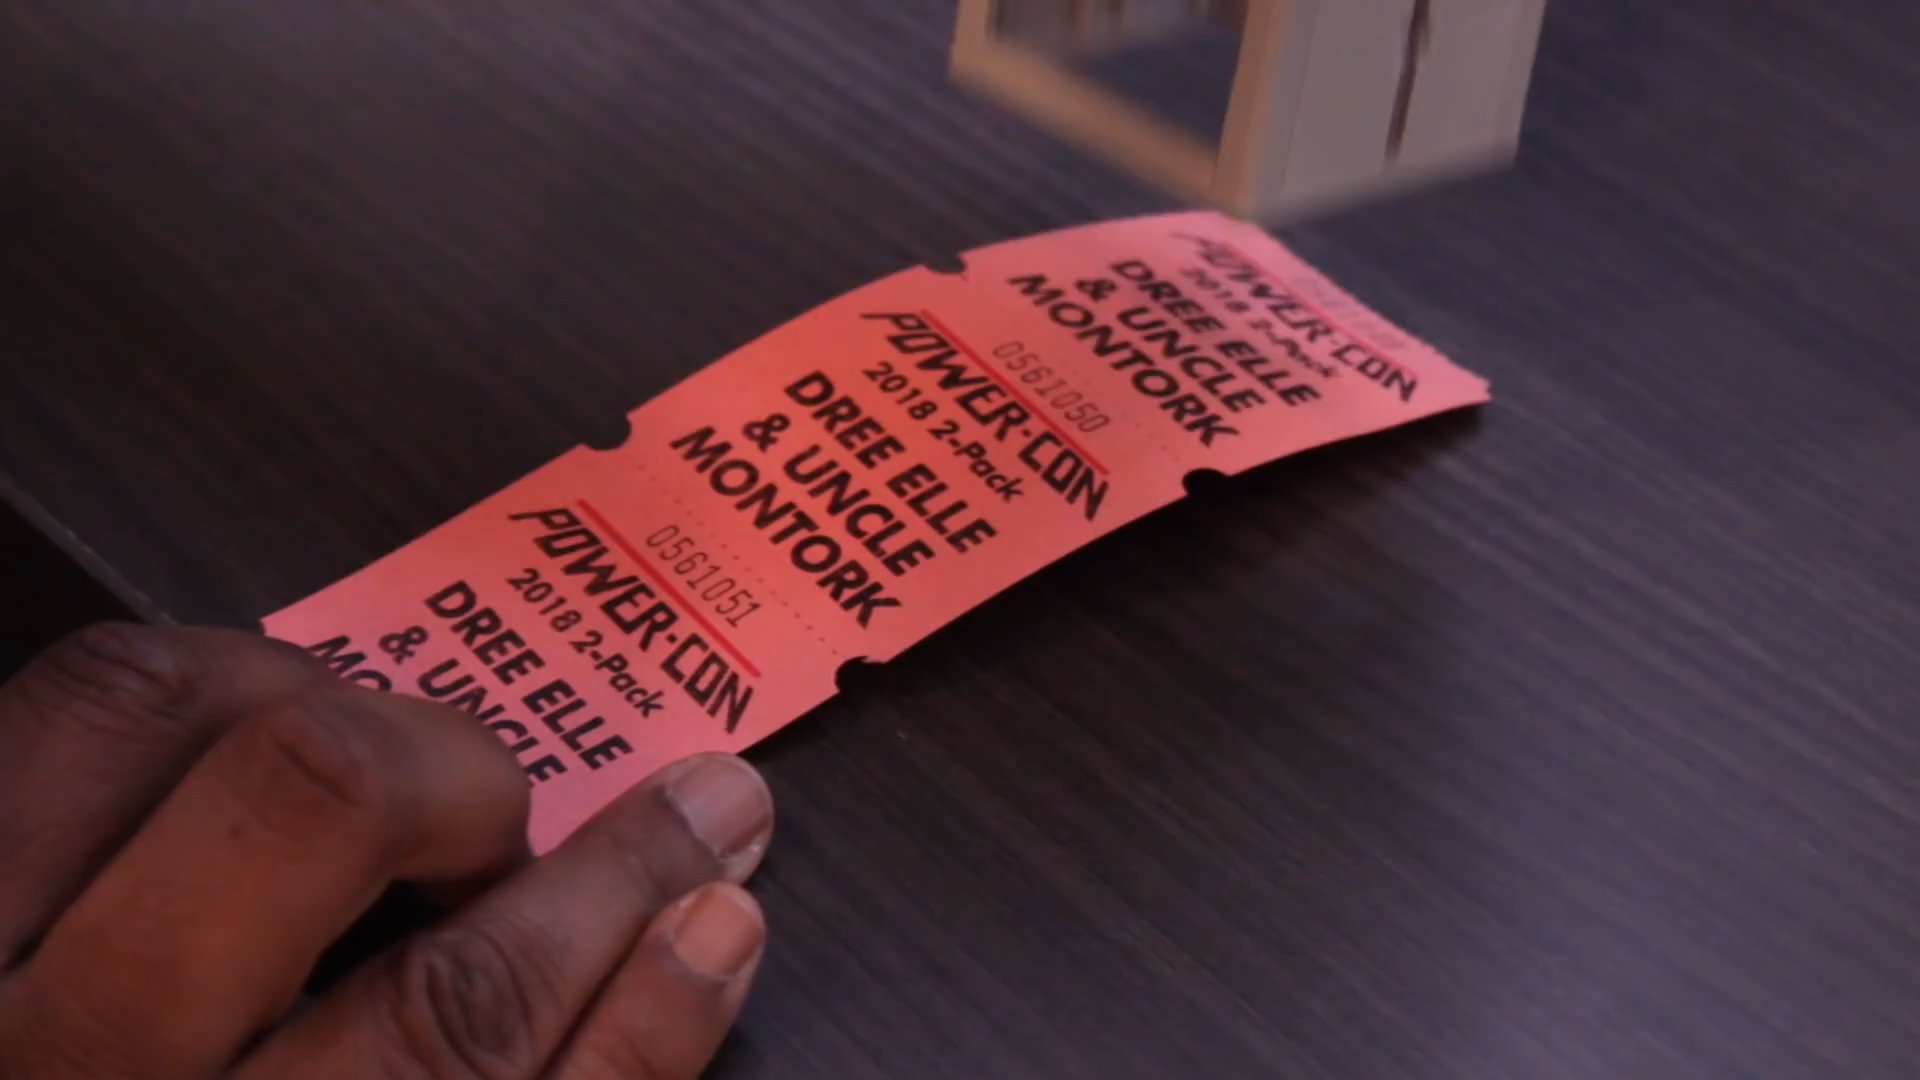 POWER-CON
2018 2-Pack
DREE ELLE
& UNCLE
MONTORK
0561050
POWER-CON
2018 2-Pack
DREE ELLE
& UNCLE
MONTORK
0561051
POWER-CON
2018 2-Pack
DREE ELLE
& UNCLE
MO